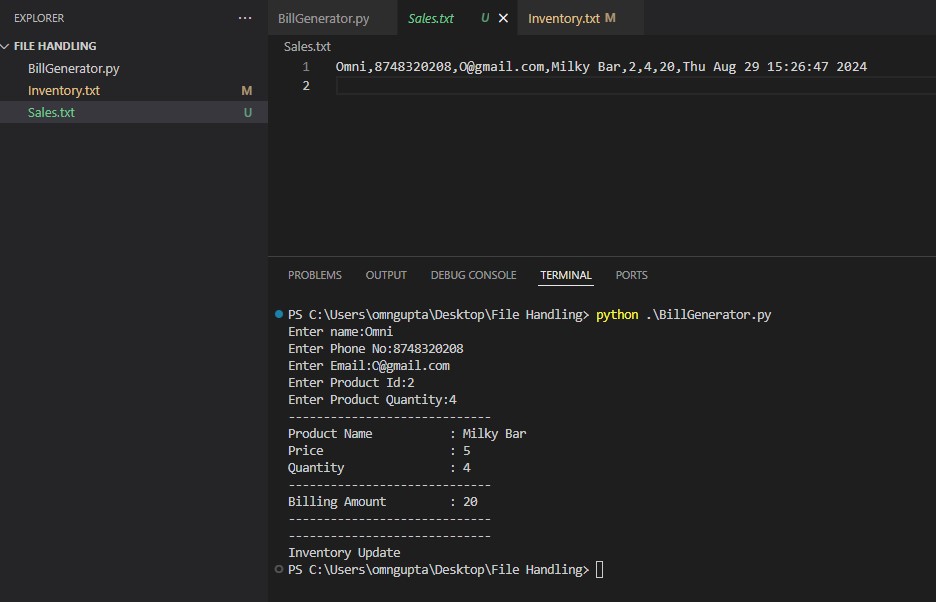 EXPLORER ...
FILE HANDLING
BillGenerator.py
Inventory.txt M
Sales.txt U
BillGenerator.py Sales.txt U Inventory.txt M
Sales.txt
1 Omni,8748320208,O@gmail.com,Milky Bar,2,4,20,Thu Aug 29 15:26:47 2024
2
PROBLEMS OUTPUT DEBUG CONSOLE TERMINAL PORTS
PS C:\Users\omngupta\Desktop\File Handling> python .\BillGenerator.py
Enter name:Omni
Enter Phone No:8748320208
Enter Email:O@gmail.com
Enter Product Id:2
Enter Product Quantity:4
-----------------------------
Product Name : Milky Bar
Price : 5
Quantity : 4
-----------------------------
Billing Amount : 20
-----------------------------
-----------------------------
Inventory Update
PS C:\Users\omngupta\Desktop\File Handling>